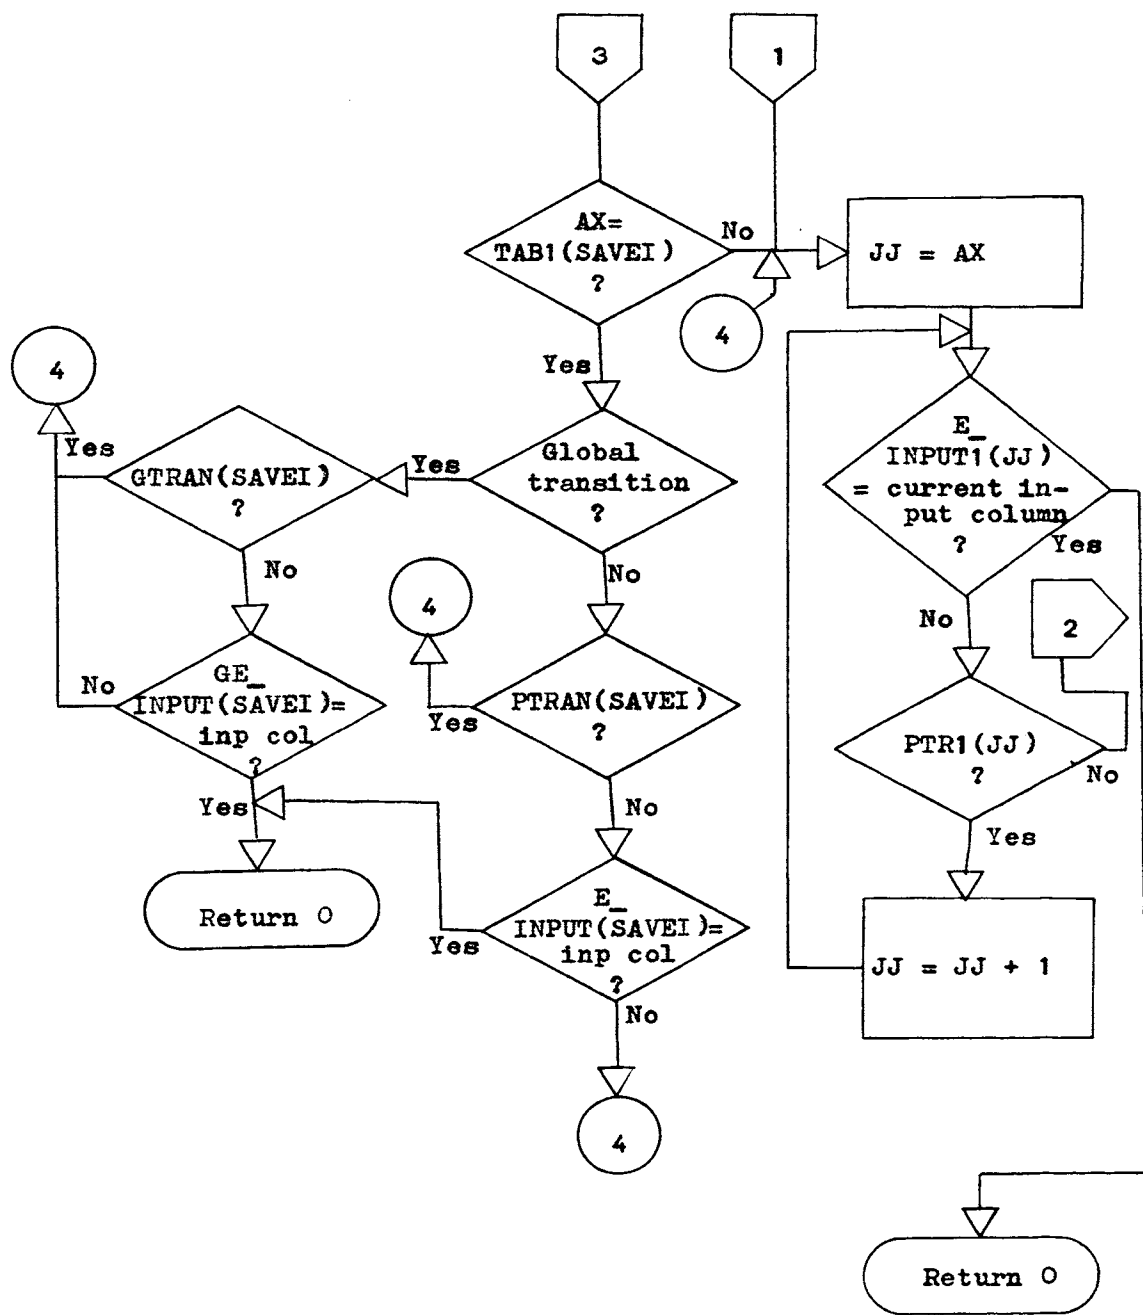 3
1
AX=
TAB1(SAVEI)
?
No
JJ = AX
4
Yes
4
Yes
GTRAN(SAVEI)
?
Yes
Global
transition
?
E_
INPUT1(JJ)
= current in-
put column
?
Yes
No
No
4
No
2
GE_
INPUT(SAVEI)=
inp col
?
No
Yes
PTRAN(SAVEI)
?
Yes
No
PTR1(JJ)
?
No
Yes
Return 0
E_
INPUT(SAVEI)=
inp col
?
Yes
No
JJ = JJ + 1
4
Return 0